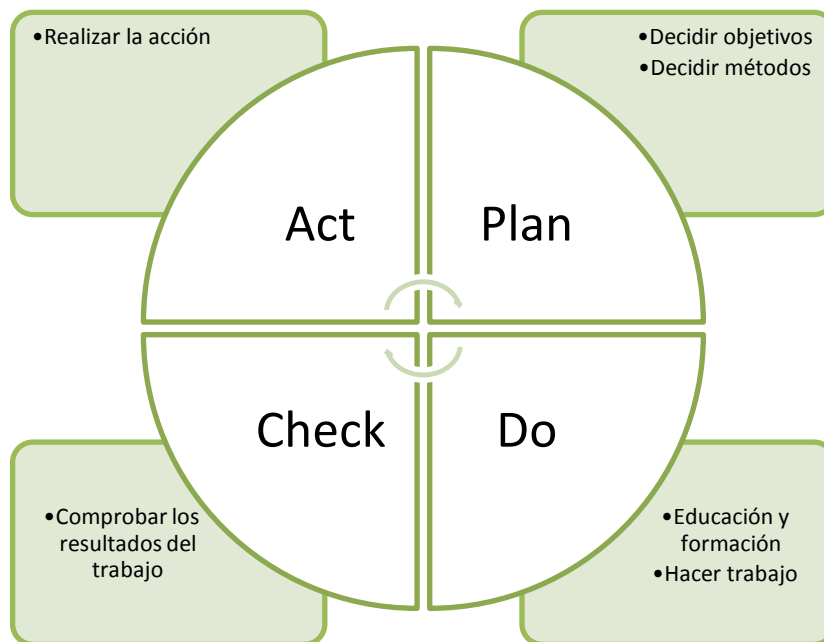 •Realizar la acción
•Decidir objetivos
•Decidir métodos
Act
Plan
Check
Do
•Comprobar los
resultados del
trabajo
•Educación y
formación
•Hacer trabajo